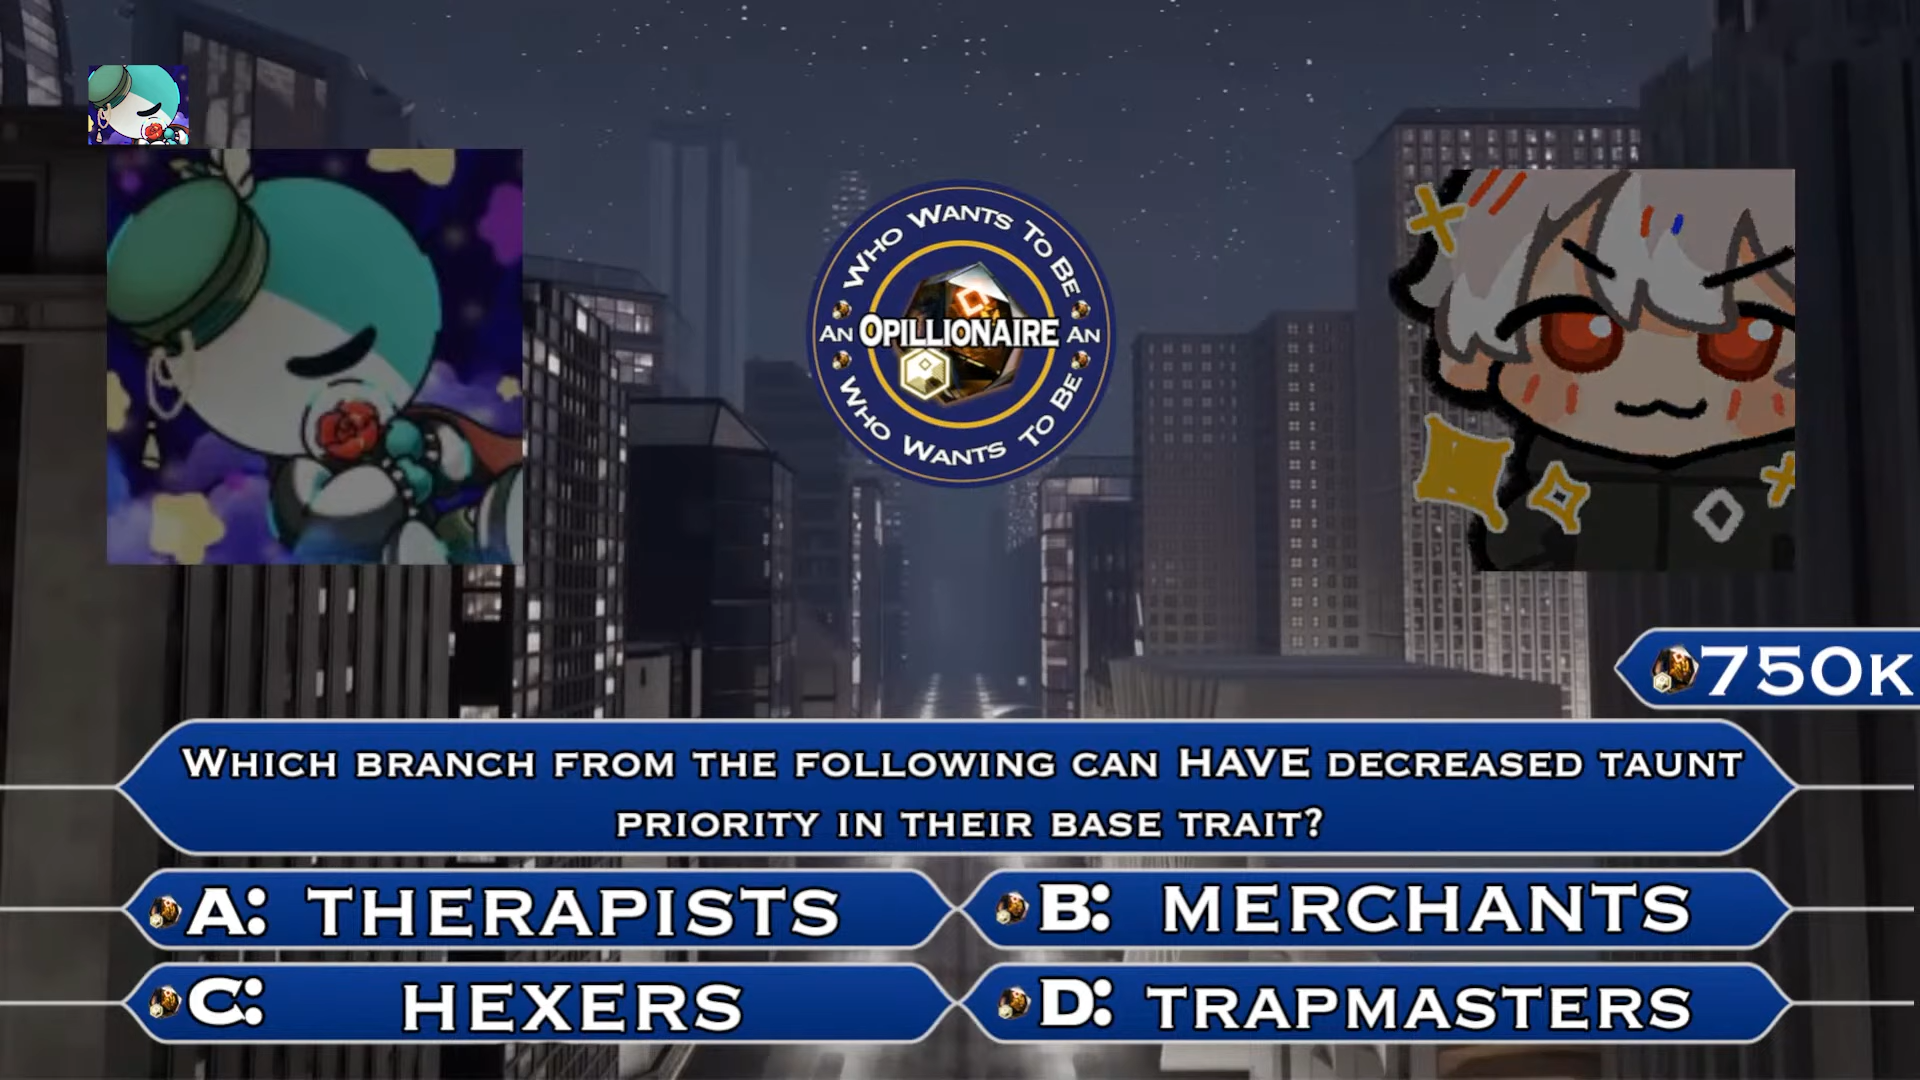 WHO WANTS TO BE
AN OPILLIONAIRE AN
WHO WANTS TO BE
750K
WHICH BRANCH FROM THE FOLLOWING CAN HAVE DECREASED TAUNT
PRIORITY IN THEIR BASE TRAIT?
A: THERAPISTS
B: MERCHANTS
C: HEXERS
D: TRAPMASTERS